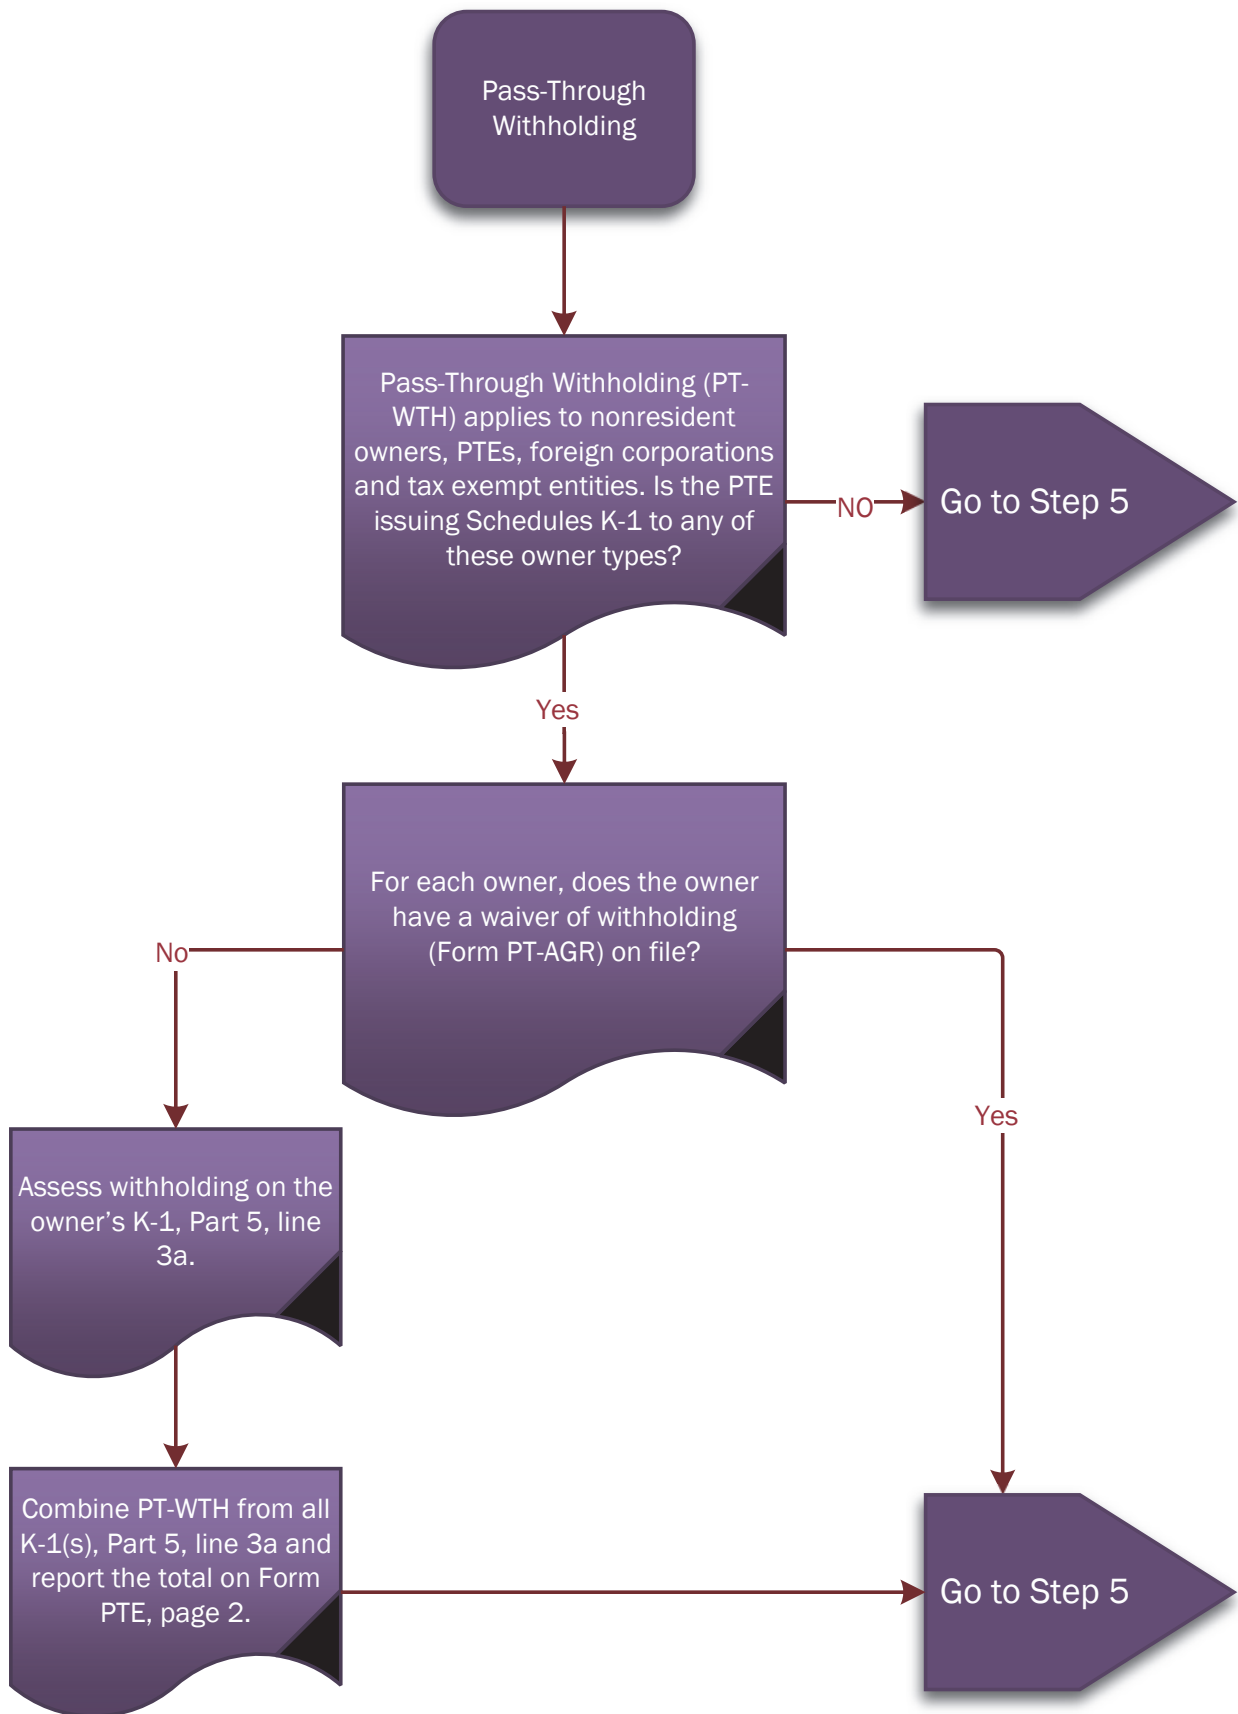 Pass-Through
Withholding
Pass-Through Withholding (PT-
WTH) applies to nonresident
owners, PTEs, foreign corporations
and tax exempt entities. Is the PTE
issuing Schedules K-1 to any of
these owner types?
NO
Go to Step 5
Yes
For each owner, does the owner
have a waiver of withholding
(Form PT-AGR) on file?
No
Yes
Assess withholding on the
owner’s K-1, Part 5, line
3a.
Combine PT-WTH from all
K-1(s), Part 5, line 3a and
report the total on Form
PTE, page 2.
Go to Step 5